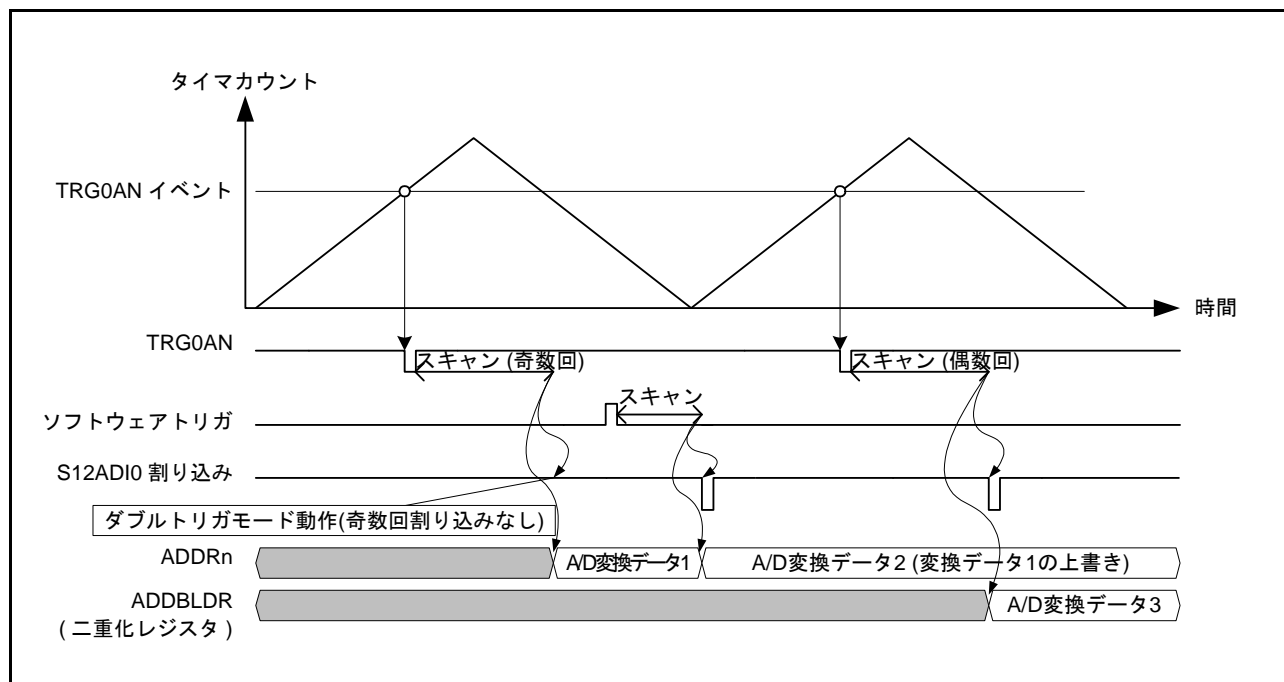 タイマカウント
TRG0AN イベント
時間
TRG0AN
スキャン (奇数回)
スキャン (偶数回)
ソフトウェアトリガ
スキャン
S12ADI0 割り込み
ダブルトリガモード動作(奇数回割り込みなし)
ADDRn
A/D変換データ1
A/D変換データ2 (変換データ1の上書き)
ADDBLDR
( 二重化レジスタ)
A/D変換データ3